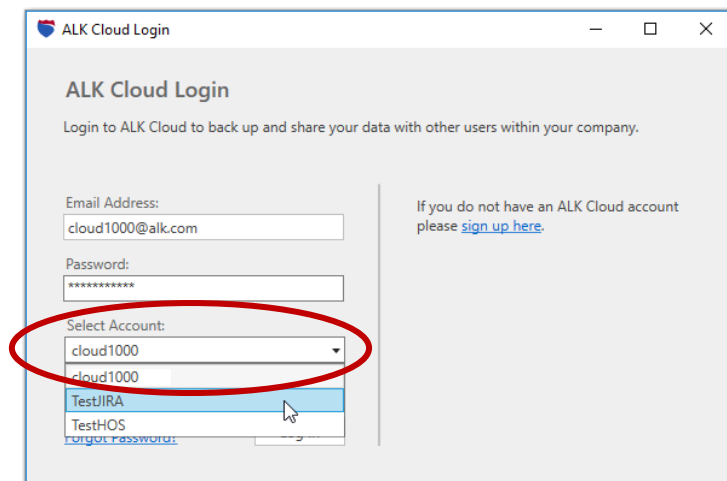 ALK Cloud Login
ALK Cloud Login
Login to ALK Cloud to back up and share your data with other users within your company.
Email Address:
cloud1000@alk.com
Password:
***********
Select Account:
cloud1000
cloud1000
TestJIRA
TestHOS
Forgot Password?
Log In
If you do not have an ALK Cloud account
please sign up here.